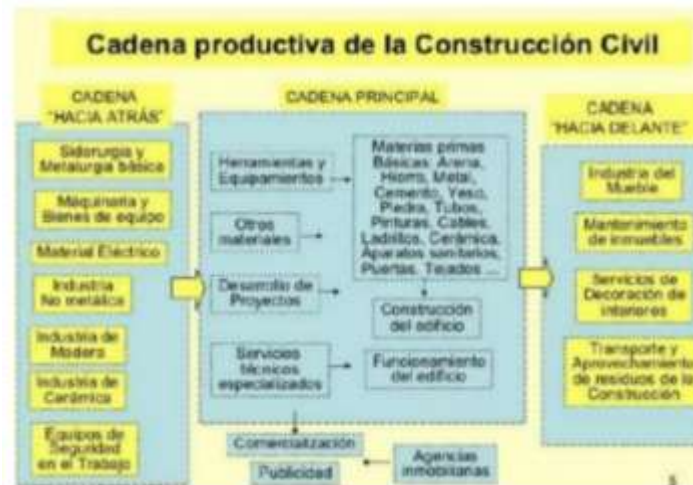 Cadena productiva de la Construcción Civil
CADENA
"HACIA ATRÁS"
Siderurgia y
Metalurgia básica
Máquinaria y
Bienes de equipo
Material Eléctrico
Industria
No metálica
Industria de
Madera
Industria de
Cerámica
Equipos de
Seguridad
en el Trabajo
CADENA PRINCIPAL
Herramientas y
Equipamientos
Otros
materiales
Desarrollo de
Proyectos
Servicios
técnicos
especializados
Materias primas
Básicas: Arena,
Hierro, Metal,
Cemento, Yeso,
Piedra, Tubos,
Pinturas, Cables,
Ladrillos, Cerámica,
Aparatos sanitarios,
Puertas, Tejados ...
Construcción
del edificio
Funcionamiento
del edificio
Comercialización
Publicidad
Agencias
inmobiliarias
CADENA
"HACIA DELANTE"
Industria del
Mueble
Mantenimiento
de inmuebles
Servicios de
Decoración de
interiores
Transporte y
Aprovechamiento
de residuos de la
Construcción
5